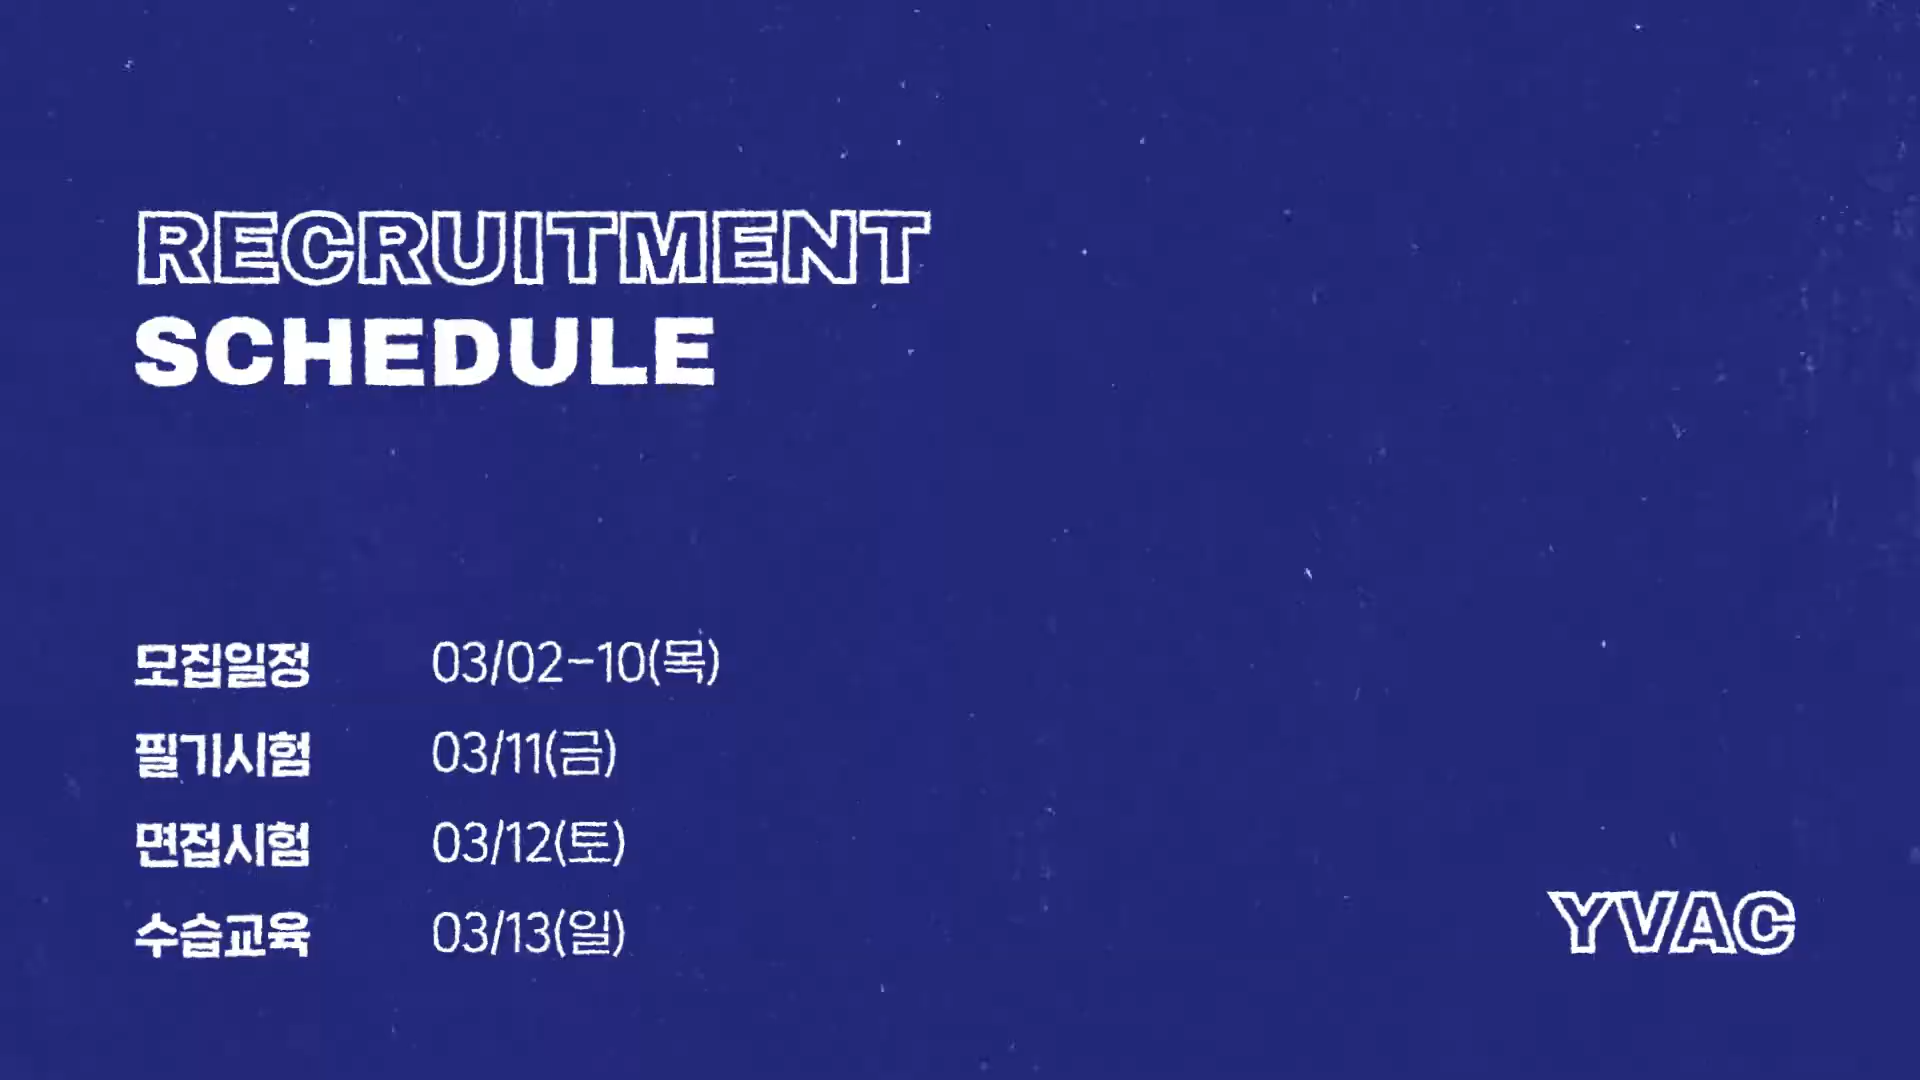 RECRUITMENT
SCHEDULE
모집일정 03/02-10(목)
필기시험 03/11(금)
면접시험 03/12(토)
수습교육 03/13(일)
YVAC